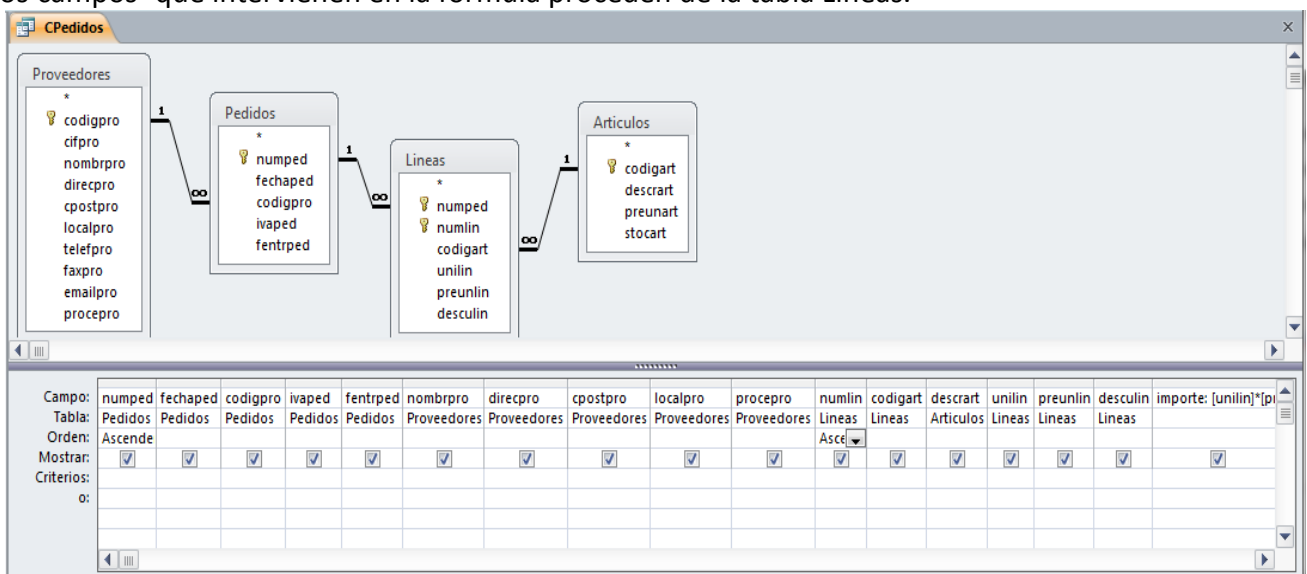 os campos que intervienen en la fórmula proceden de la tabla Lineas.
CPedidos
Proveedores
*
codigpro
cifpro
nombrpro
direcpro
cpostpro
localpro
telefpro
faxpro
emailpro
procepro
1
∞
Pedidos
*
numped
fechaped
codigpro
ivaped
fentrped
1
∞
Lineas
*
numped
numlin
codigart
unilin
preunlin
desculin
∞
1
Articulos
*
codigart
descrart
preunart
stocart
Campo: numped fechaped codigpro ivaped fentrped nombrpro direcpro cpostpro localpro procepro numlin codigart descrart unilin preunlin desculin importe: [unilin]*[pr
Tabla: Pedidos Pedidos Pedidos Pedidos Pedidos Proveedores Proveedores Proveedores Proveedores Proveedores Lineas Lineas Articulos Lineas Lineas Lineas
Orden: Ascende Asce
Mostrar:
Criterios:
o: